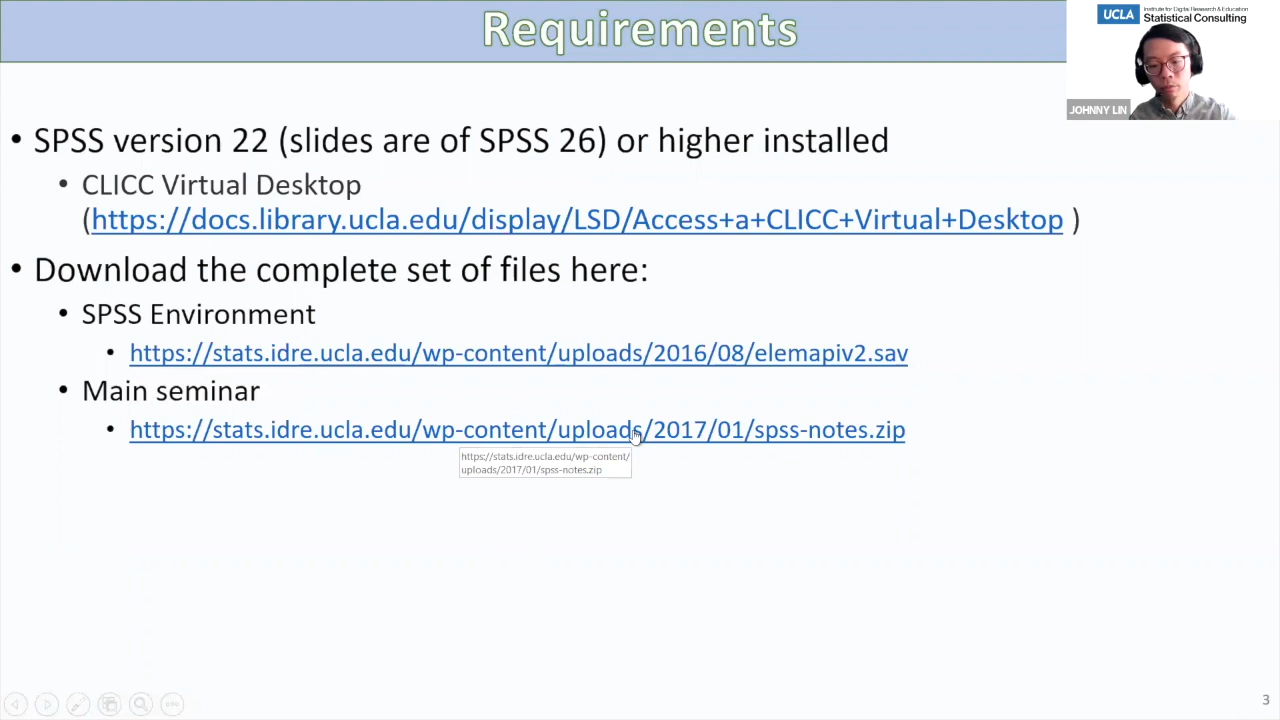 Requirements
UCLA
Institute for Digital Research & Education
Statistical Consulting
JOHNNY LIN
• SPSS version 22 (slides are of SPSS 26) or higher installed
• CLICC Virtual Desktop
(https://docs.library.ucla.edu/display/LSD/Access+a+CLICC+Virtual+Desktop )
• Download the complete set of files here:
• SPSS Environment
• https://stats.idre.ucla.edu/wp-content/uploads/2016/08/elemapiv2.sav
• Main seminar
• https://stats.idre.ucla.edu/wp-content/uploads/2017/01/spss-notes.zip
https://stats.idre.ucla.edu/wp-content/
uploads/2017/01/spss-notes.zip
3